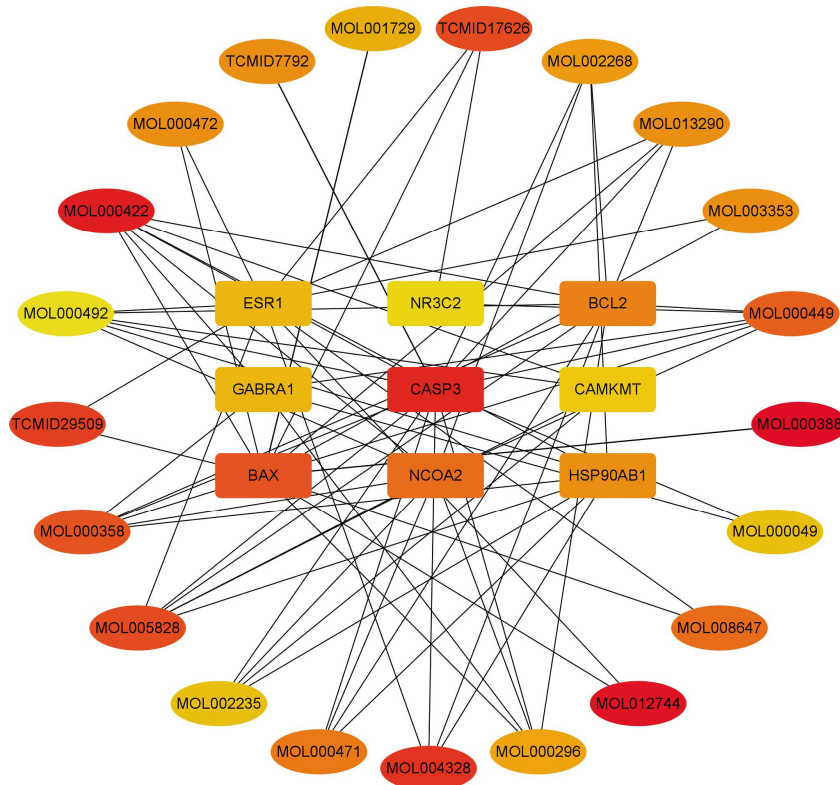 MOL001729
TCMID17626
TCMID7792
MOL002268
MOL000472
MOL013290
MOL000422
MOL003353
ESR1
NR3C2
BCL2
MOL000492
MOL000449
GABRA1
CASP3
CAMKMT
TCMID29509
MOL000388
BAX
NCOA2
HSP90AB1
MOL000358
MOL000049
MOL005828
MOL008647
MOL002235
MOL012744
MOL000471
MOL004328
MOL000296